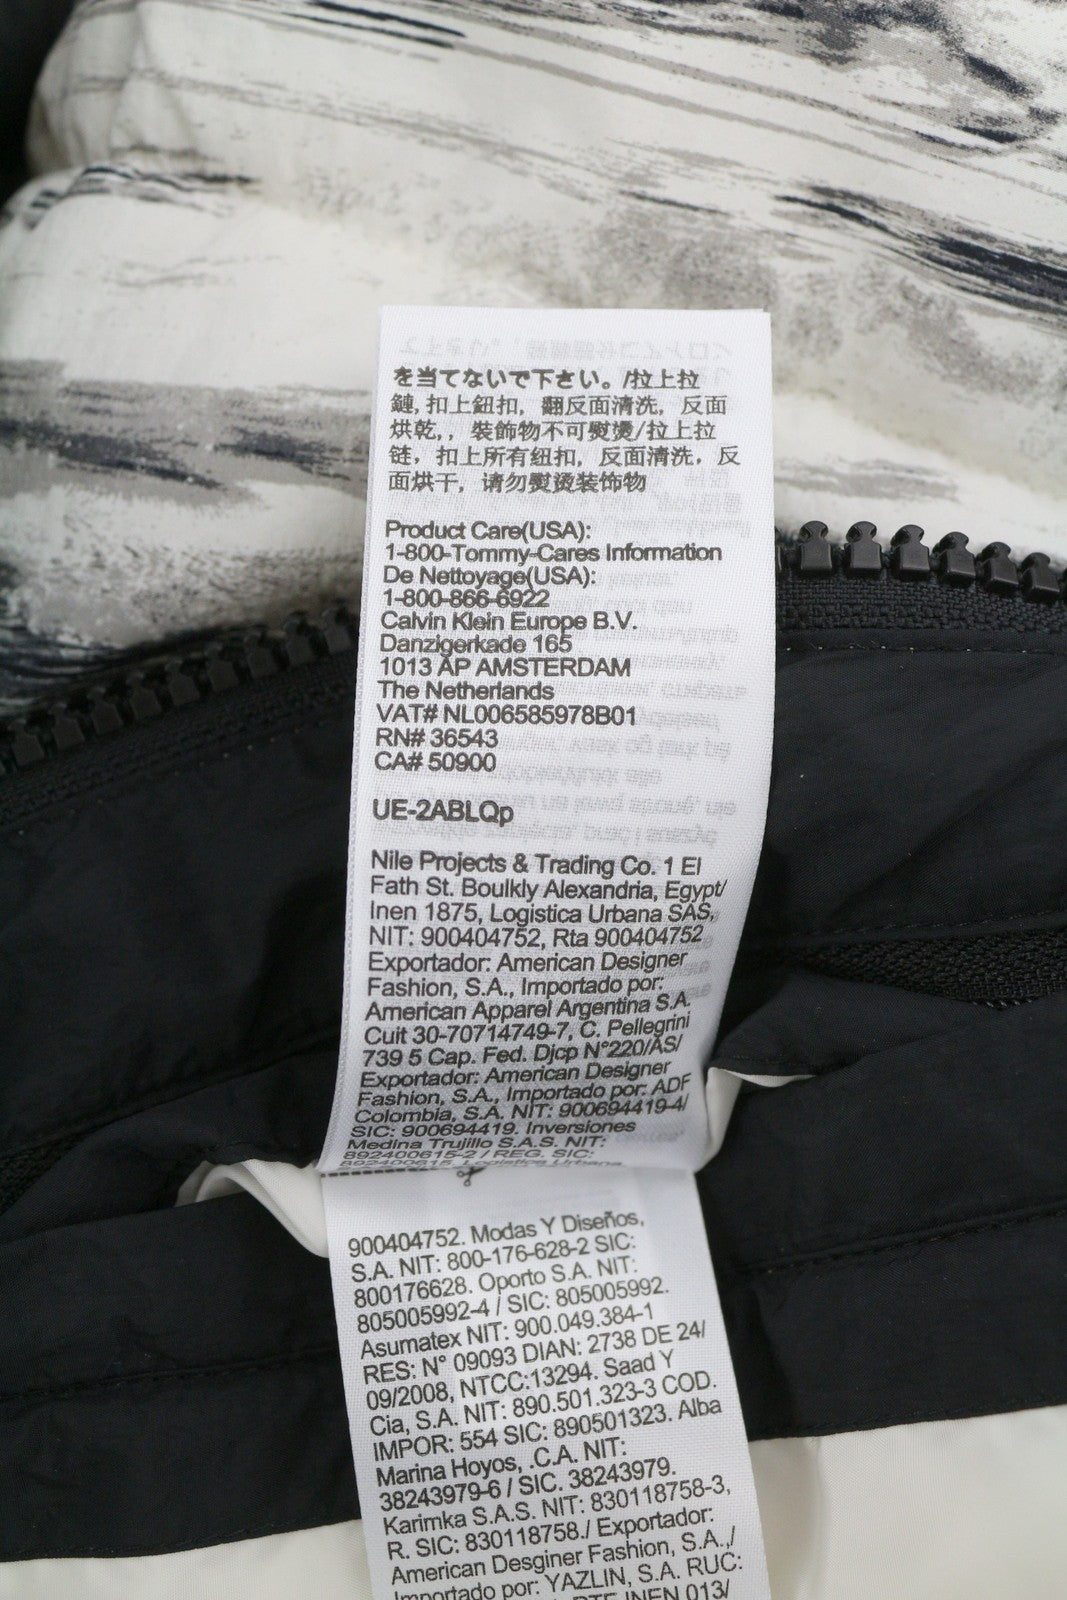 を当てないで下さい。/拉上拉
鏈, 扣上鈕扣, 翻反面清洗, 反面
烘乾,, 裝飾物不可熨燙/拉上拉
链, 扣上所有纽扣, 反面清洗, 反
面烘干, 请勿熨烫装饰物
Product Care(USA):
1-800-Tommy-Cares Information
De Nettoyage(USA):
1-800-866-6922
Calvin Klein Europe B.V.
Danzigerkade 165
1013 AP AMSTERDAM
The Netherlands
VAT# NL006585978B01
RN# 36543
CA# 50900
UE-2ABLQp
Nile Projects & Trading Co. 1 El
Fath St. Boulkly Alexandria, Egypt/
Inen 1875, Logistica Urbana SAS,
NIT: 900404752, Rta 900404752
Exportador: American Designer
Fashion, S.A., Importado por:
American Apparel Argentina S.A.
Cuit 30-70714749-7, C. Pellegrini
739 5 Cap. Fed. Djcp N°220/AS/
Exportador: American Designer
Fashion, S.A., Importado por: ADF
Colombia, S.A. NIT: 900694419-4/
SIC: 900694419. Inversiones
Medina Trujillo S.A.S. NIT:
892400615-2 / REG. SIC:
892400615. Logistica Urbana
900404752. Modas Y Diseños,
S.A. NIT: 800-176-628-2 SIC:
800176628. Oporto S.A. NIT:
805005992-4 / SIC: 805005992.
Asumatex NIT: 900.049.384-1
RES: N° 09093 DIAN: 2738 DE 24/
09/2008, NTCC:13294. Saad Y
Cia, S.A. NIT: 890.501.323-3 COD.
IMPOR: 554 SIC: 890501323. Alba
Marina Hoyos, .C.A. NIT:
38243979-6 / SIC. 38243979.
Karimka S.A.S. NIT: 830118758-3,
R. SIC: 830118758./ Exportador:
American Desginer Fashion, S.A.,/
Importado por: YAZLIN, S.A. RUC:
RTE INEN 013/